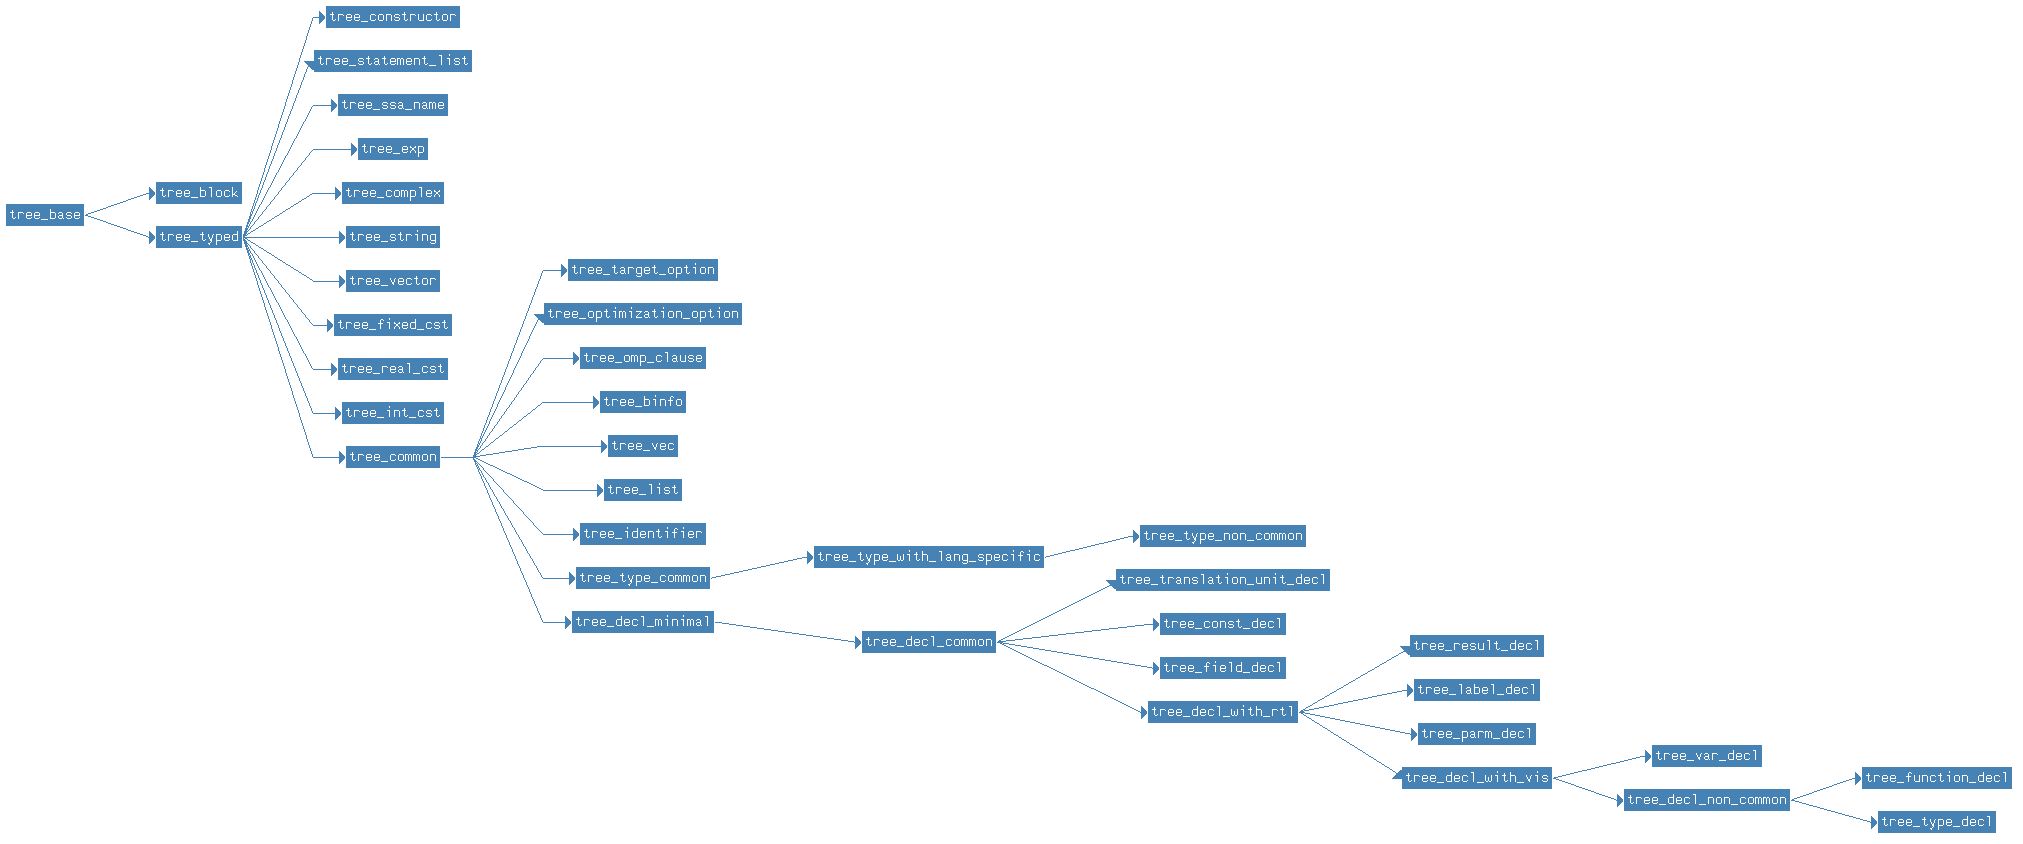 tree_constructor
tree_statement_list
tree_ssa_name
tree_exp
tree_block
tree_complex
tree_base
tree_typed
tree_string
tree_target_option
tree_vector
tree_optimization_option
tree_fixed_cst
tree_omp_clause
tree_real_cst
tree_binfo
tree_int_cst
tree_vec
tree_common
tree_list
tree_identifier
tree_type_non_common
tree_type_with_lang_specific
tree_type_common
tree_translation_unit_decl
tree_decl_minimal
tree_const_decl
tree_decl_common
tree_result_decl
tree_field_decl
tree_label_decl
tree_decl_with_rtl
tree_parm_decl
tree_var_decl
tree_decl_with_vis
tree_function_decl
tree_decl_non_common
tree_type_decl